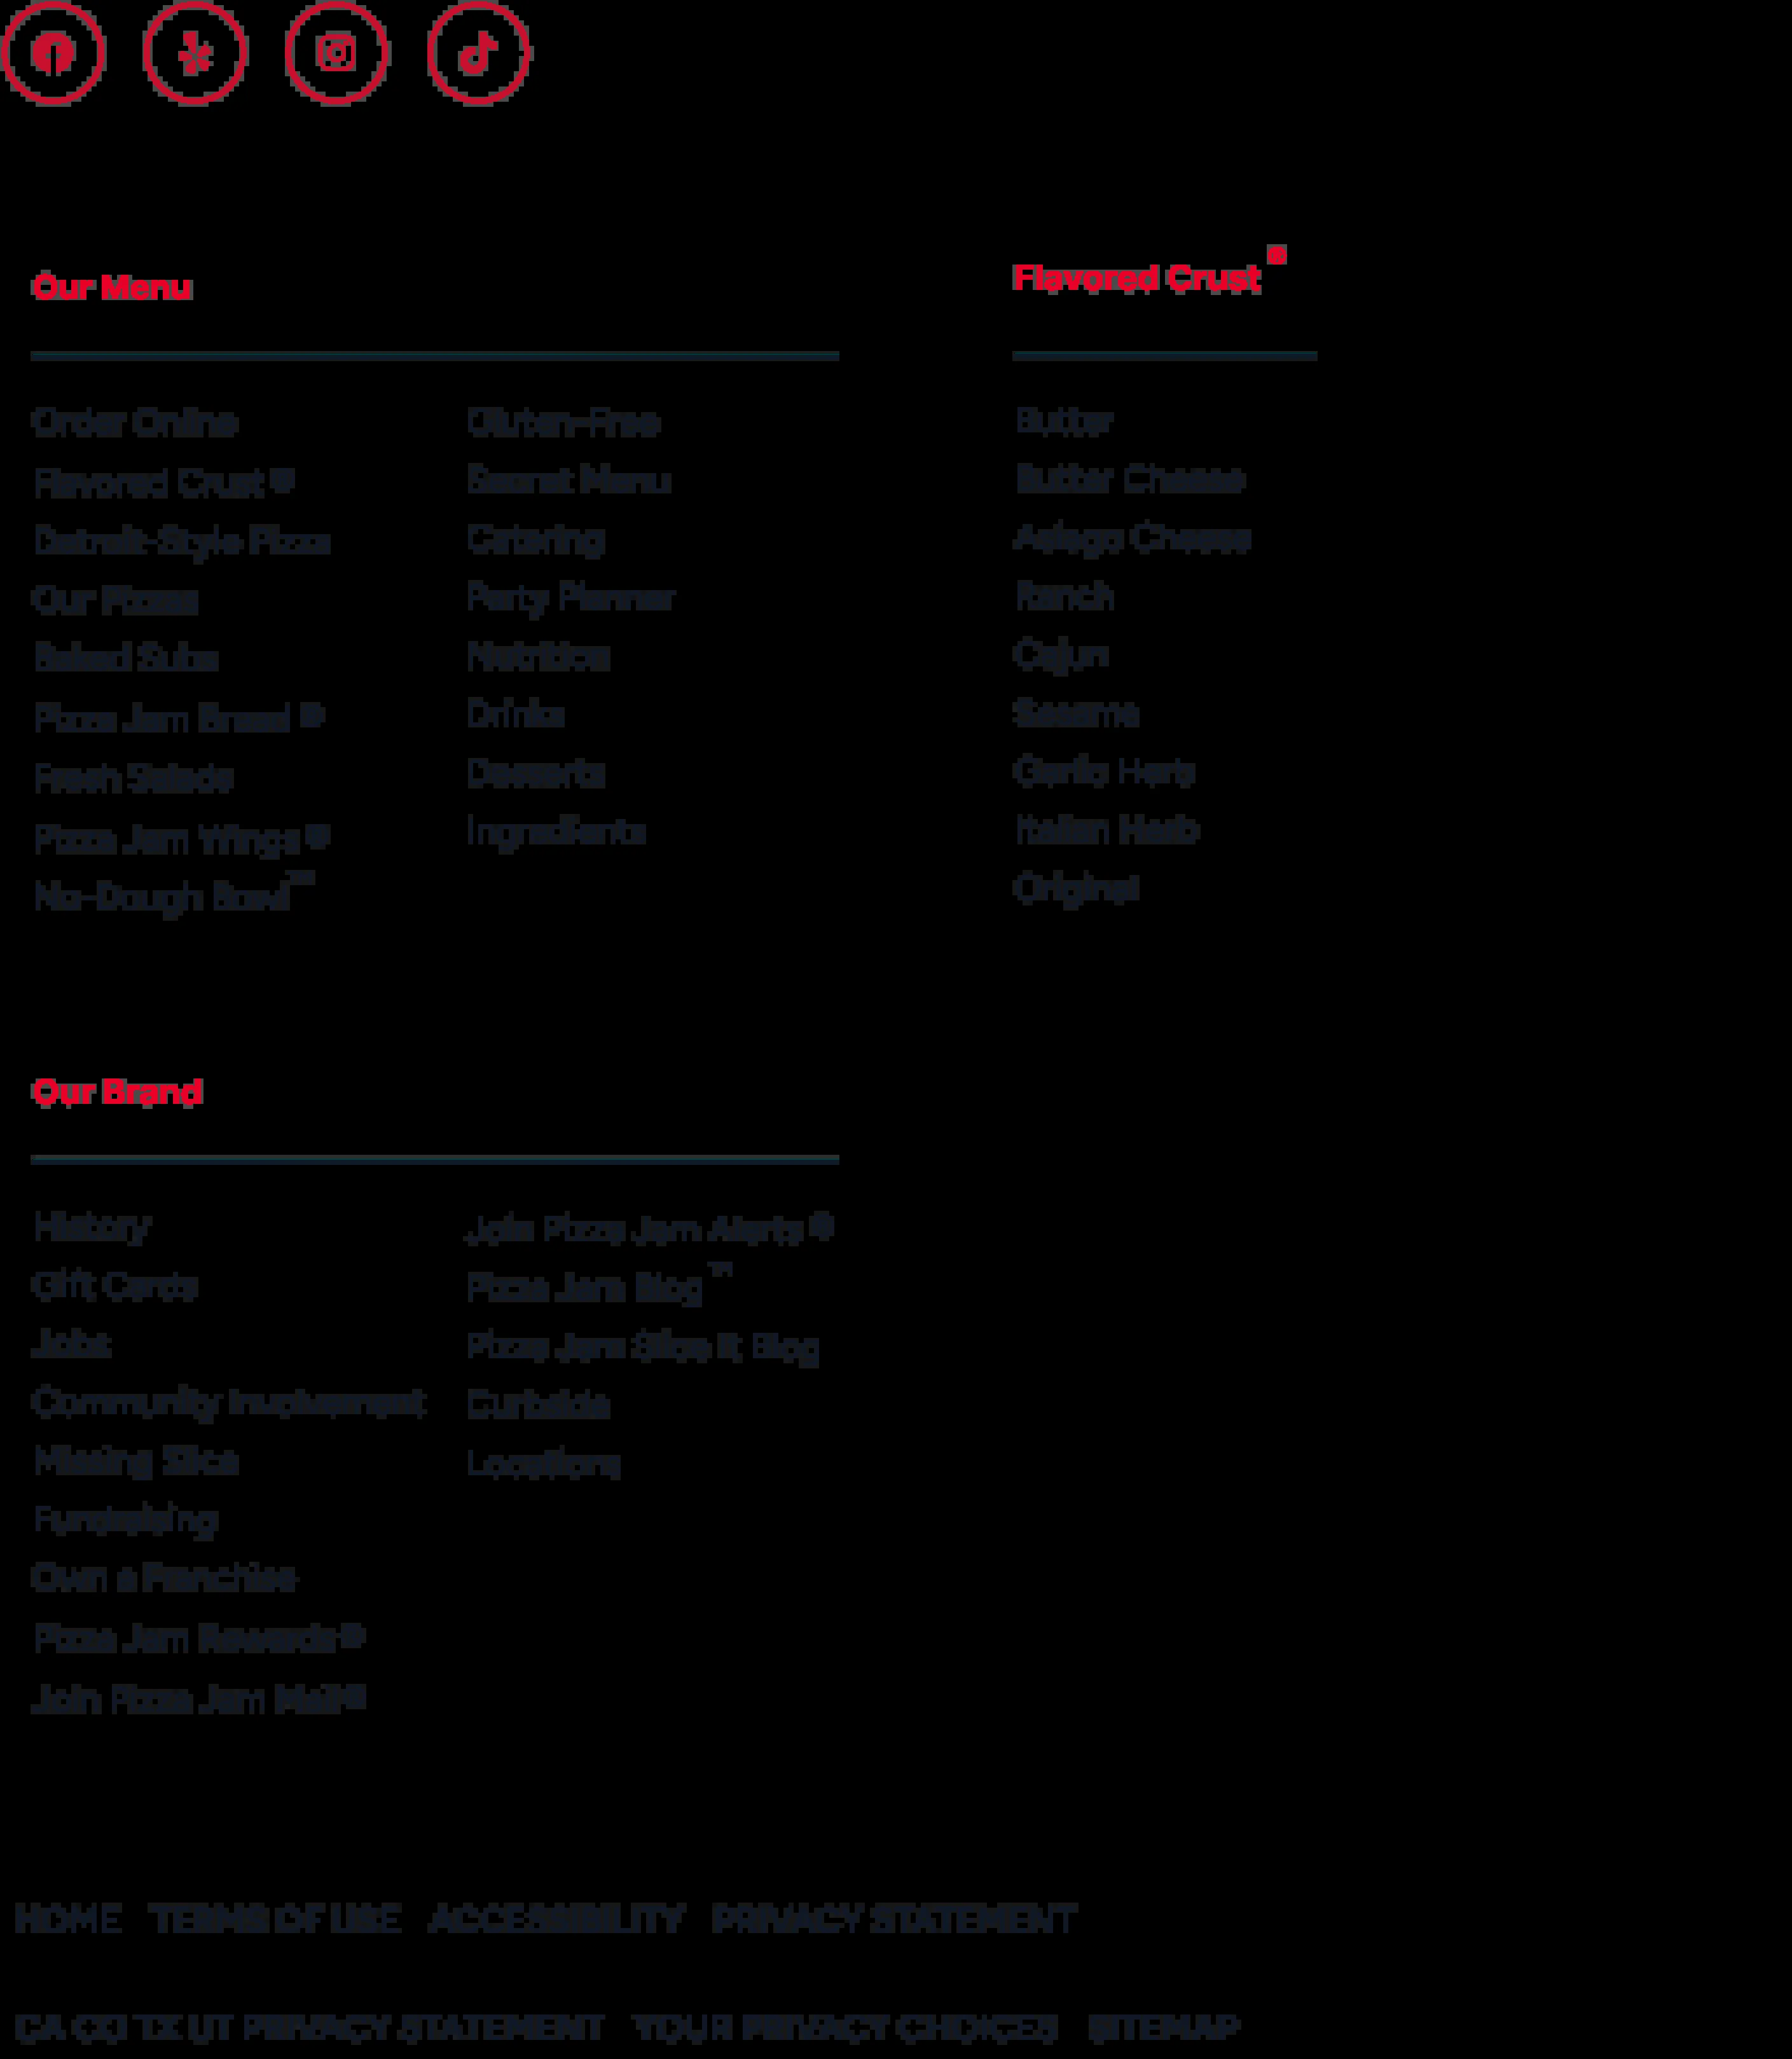 Our Menu
Order Online
Flavored Crust®
Detroit-Style Pizza
Our Pizzas
Baked Subs
Pizza Jam Bread ®
Fresh Salads
Pizza Jam Wings®
No-Dough Bowl™
Gluten-Free
Secret Menu
Catering
Party Planner
Nutrition
Drinks
Desserts
Ingredients
Flavored Crust ®
Butter
Butter Cheese
Asiago Cheese
Ranch
Cajun
Sesame
Garlic Herb
Italian Herb
Original
Our Brand
History
Gift Cards
Jobs
Community Involvement
Missing Slice
Fundraising
Own a Franchise
Pizza Jam Rewards®
Join Pizza Jam Mail®
Join Pizza Jam Alerts®
Pizza Jam Blog™
Pizza Jam Slice It Blog
Curbside
Locations
HOME TERMS OF USE ACCESSIBILITY PRIVACY STATEMENT
CA CO TX UT PRIVACY STATEMENT YOUR PRIVACY CHOICES SITEMAP